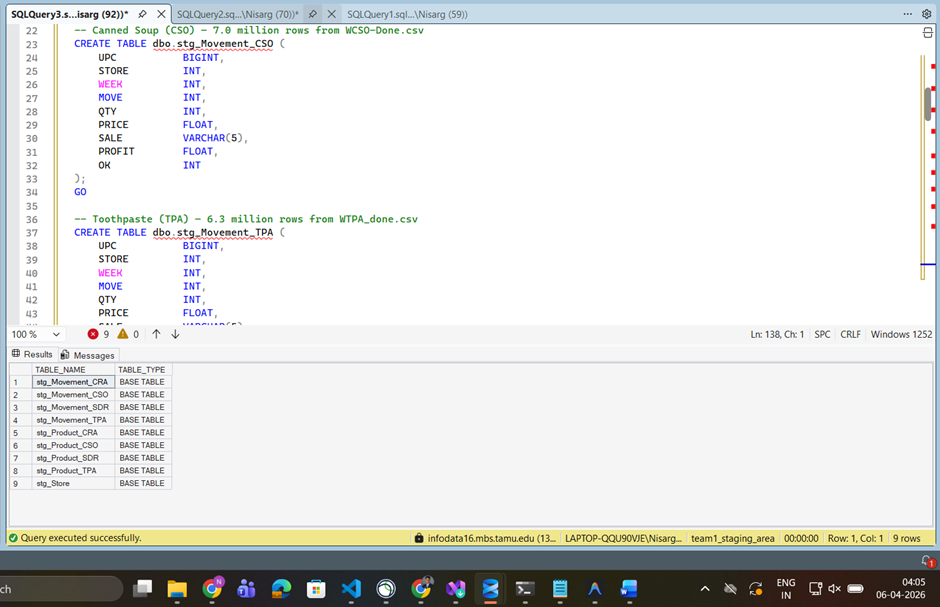 SQLQuery3.s...isarg (92))*
SQLQuery2.sq...\Nisarg (70))*
SQLQuery1.sql...\Nisarg (59))
22 -- Canned Soup (CSO) - 7.0 million rows from WCSO-Done.csv
23 CREATE TABLE dbo.stg_Movement_CSO (
24 UPC BIGINT,
25 STORE INT,
26 WEEK INT,
27 MOVE INT,
28 QTY INT,
29 PRICE FLOAT,
30 SALE VARCHAR(5),
31 PROFIT FLOAT,
32 OK INT
33 );
34 GO
35
36 -- Toothpaste (TPA) - 6.3 million rows from WTPA_done.csv
37 CREATE TABLE dbo.stg_Movement_TPA (
38 UPC BIGINT,
39 STORE INT,
40 WEEK INT,
41 MOVE INT,
42 QTY INT,
43 PRICE FLOAT,
100 % 9 0 Ln: 138, Ch: 1 SPC CRLF Windows 1252
Results Messages
TABLE_NAME TABLE_TYPE
1 stg_Movement_CRA BASE TABLE
2 stg_Movement_CSO BASE TABLE
3 stg_Movement_SDR BASE TABLE
4 stg_Movement_TPA BASE TABLE
5 stg_Product_CRA BASE TABLE
6 stg_Product_CSO BASE TABLE
7 stg_Product_SDR BASE TABLE
8 stg_Product_TPA BASE TABLE
9 stg_Store BASE TABLE
Query executed successfully. infodata16.mbs.tamu.edu (13... LAPTOP-QQU90VJE\Nisarg... team1_staging_area 00:00:00 Row: 1, Col: 1 9 rows
1
ch
ENG
IN
04:05
06-04-2026